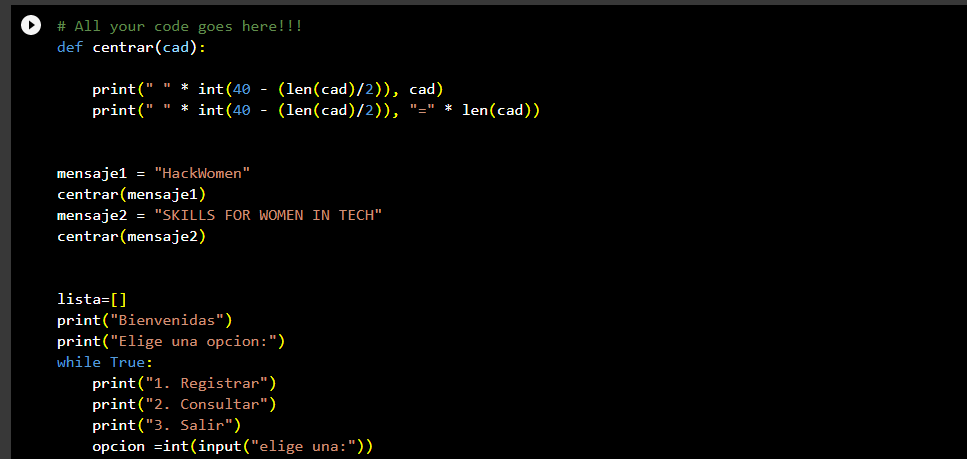 # All your code goes here!!!
def centrar(cad):
    print(" " * int(40 - (len(cad)/2)), cad)
    print(" " * int(40 - (len(cad)/2)), "=" * len(cad))
mensaje1 = "HackWomen"
centrar(mensaje1)
mensaje2 = "SKILLS FOR WOMEN IN TECH"
centrar(mensaje2)
lista=[]
print("Bienvenidas")
print("Elige una opcion:")
while True:
    print("1. Registrar")
    print("2. Consultar")
    print("3. Salir")
    opcion =int(input("elige una:"))